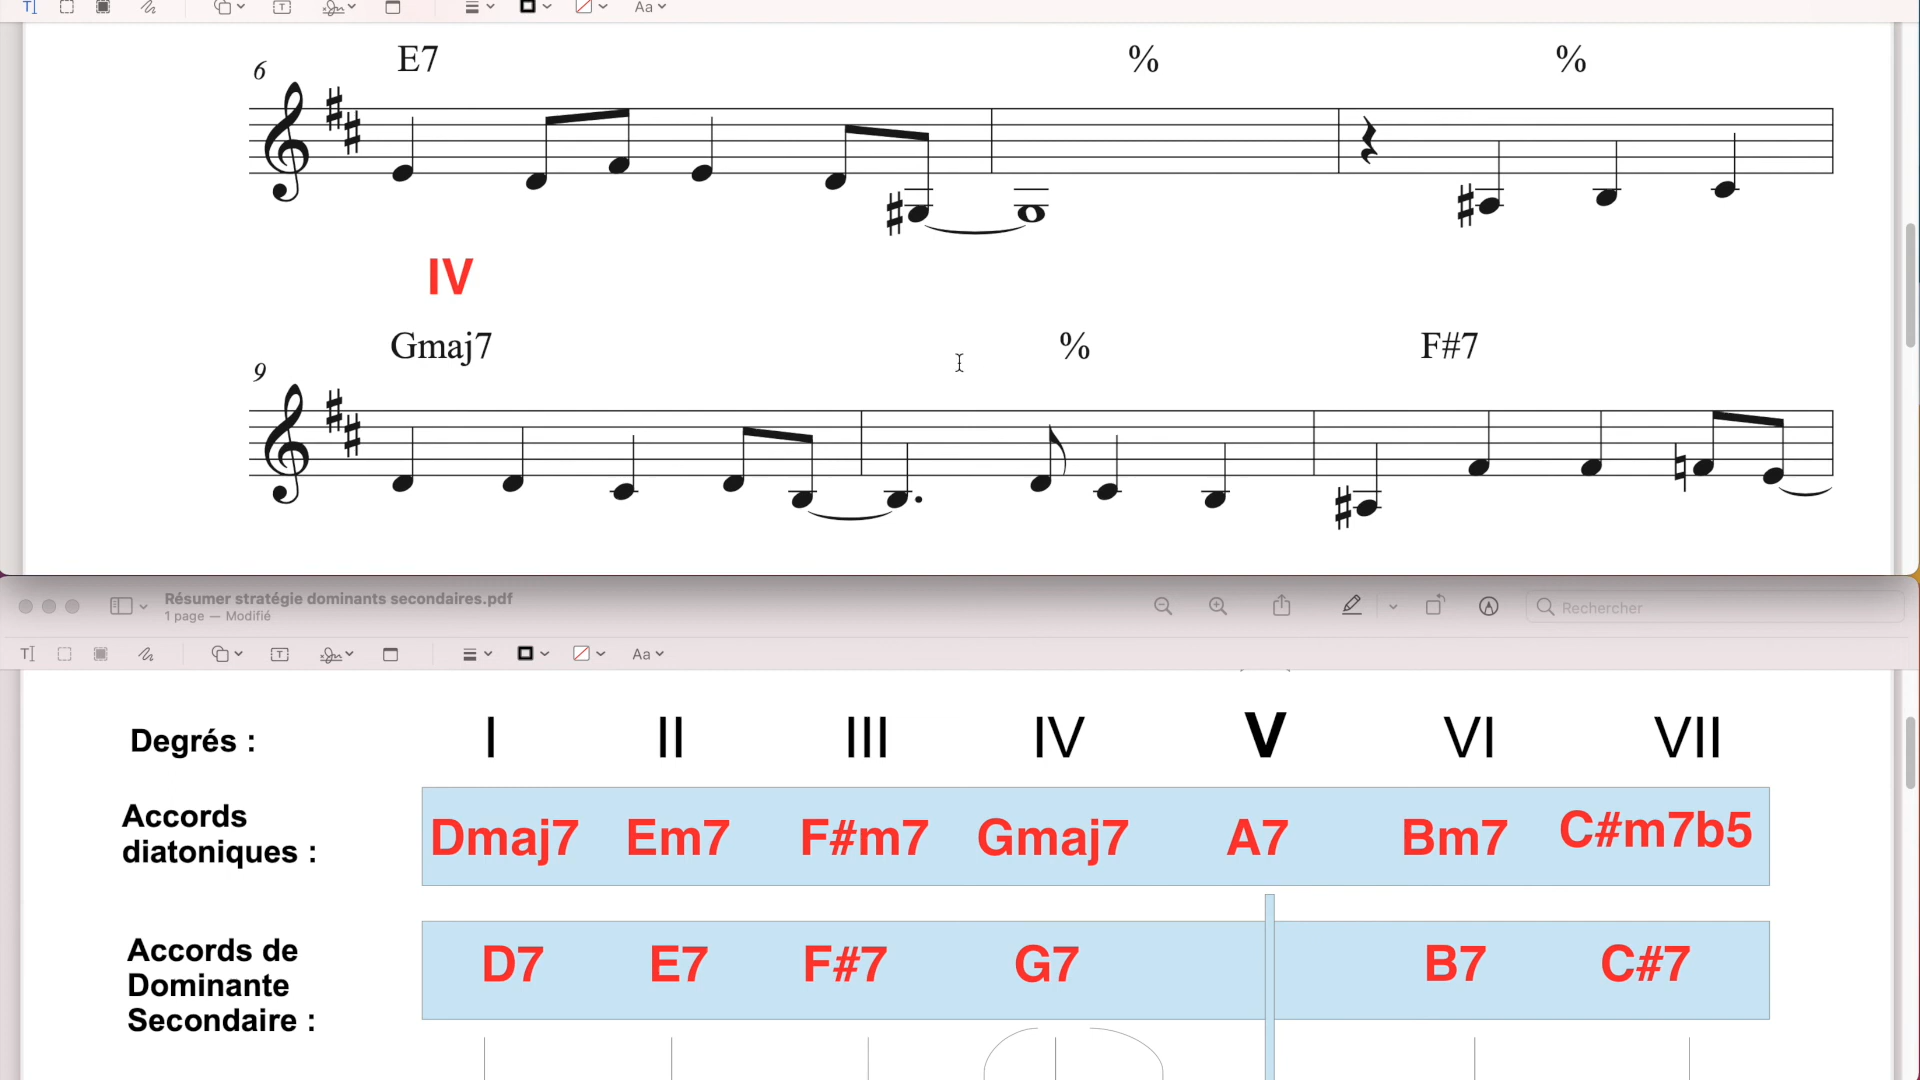 Aa
6
E7 % %
IV
9
Gmaj7 % F#7
Résumer stratégie dominants secondaires.pdf
1 page — Modifié
Rechercher
Aa
Degrés : I II III IV V VI VII
Accords
diatoniques :
Dmaj7 Em7 F#m7 Gmaj7 A7 Bm7 C#m7b5
Accords de
Dominante
Secondaire :
D7 E7 F#7 G7 B7 C#7